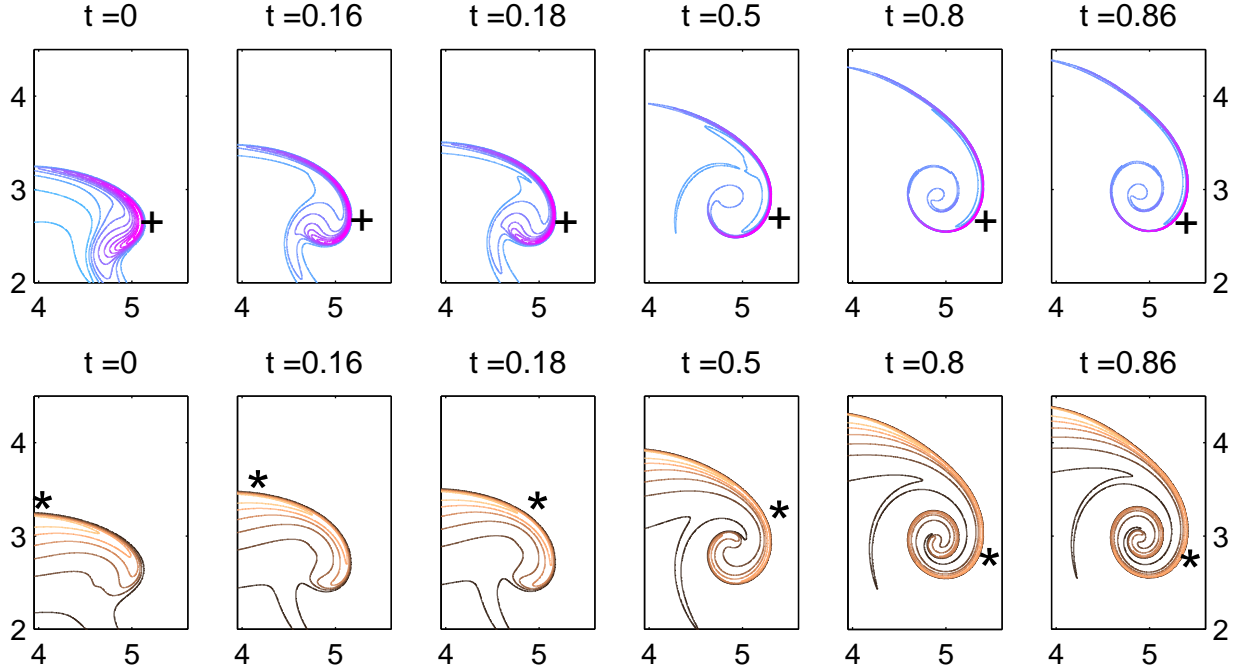 t =0 t =0.16 t =0.18 t =0.5 t =0.8 t =0.86
4 4
3 3
+ + + + + +
2 2
4 5 4 5 4 5 4 5 4 5 4 5
t =0 t =0.16 t =0.18 t =0.5 t =0.8 t =0.86
4 4
* * * * * *
3 3
2 2
4 5 4 5 4 5 4 5 4 5 4 5